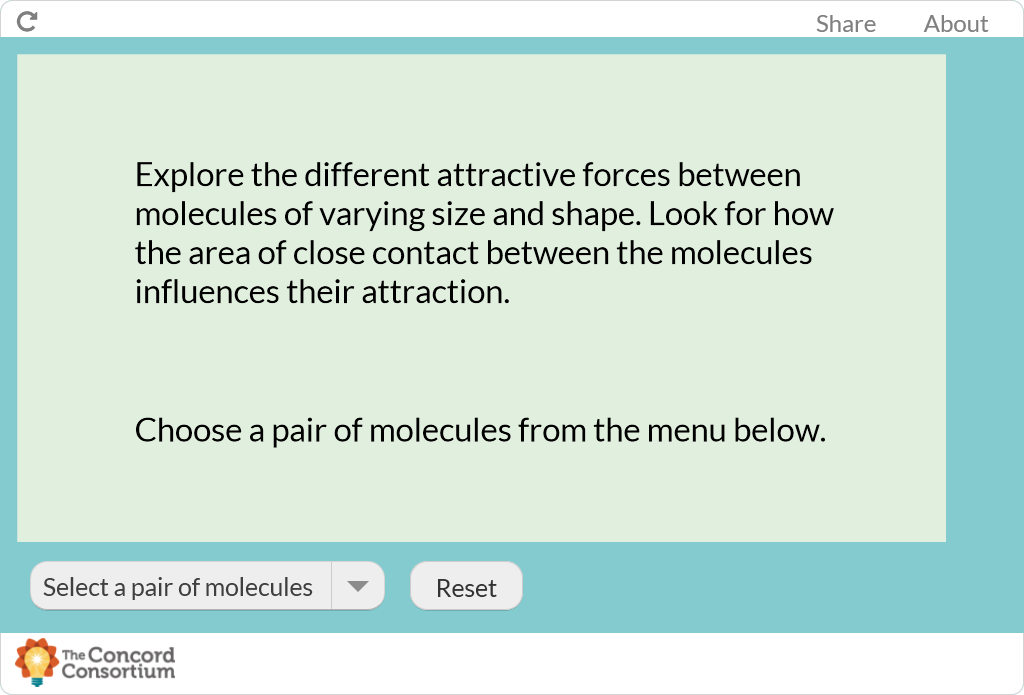 Share About
Explore the different attractive forces between
molecules of varying size and shape. Look for how
the area of close contact between the molecules
influences their attraction.
Choose a pair of molecules from the menu below.
Select a pair of molecules Reset
The Concord
Consortium